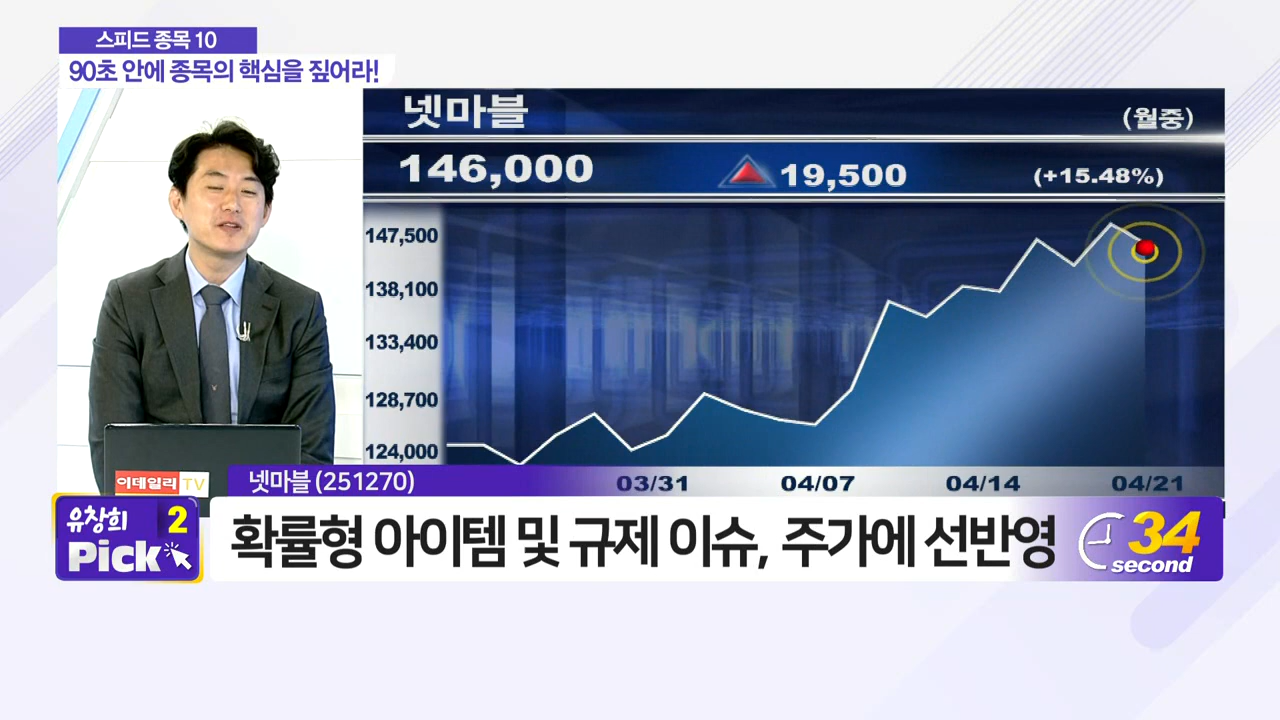 스피드 종목 10
90초 안에 종목의 핵심을 짚어라!
넷마블
(월중)
146,000
19,500
(+15.48%)
147,500
138,100
133,400
128,700
124,000
03/31
04/07
04/14
04/21
이데일리 TV
넷마블 (251270)
유창희 2
Pick
확률형 아이템 및 규제 이슈, 주가에 선반영
34
second